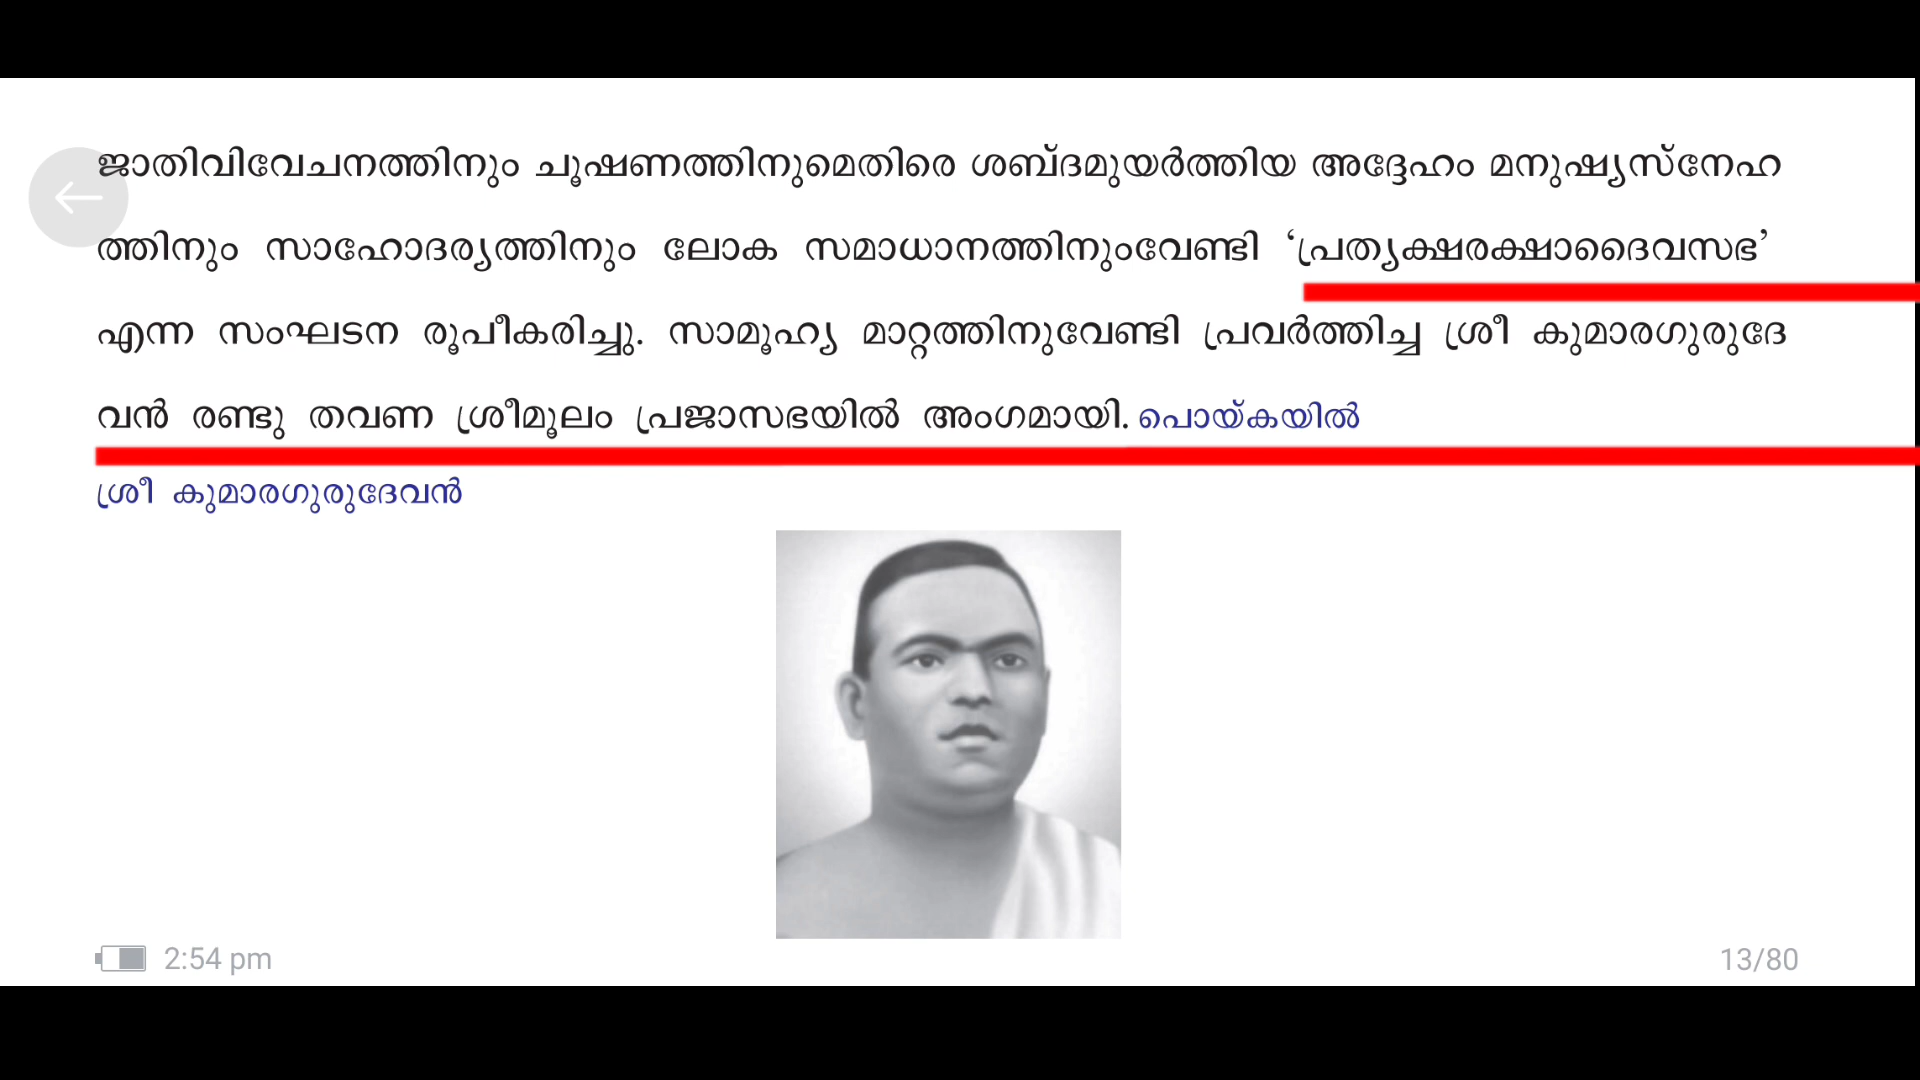 ജാതിവിവേചനത്തിനും ചൂഷണത്തിനുമെതിരെ ശബ്ദമുയർത്തിയ അദ്ദേഹം മനുഷ്യസ്നേഹ
ത്തിനും സാഹോദര്യത്തിനും ലോക സമാധാനത്തിനുംവേണ്ടി ‘പ്രത്യക്ഷരക്ഷാദൈവസഭ’
എന്ന സംഘടന രൂപീകരിച്ചു. സാമൂഹ്യ മാറ്റത്തിനുവേണ്ടി പ്രവർത്തിച്ച ശ്രീ കുമാരഗുരുദേ
വൻ രണ്ടു തവണ ശ്രീമൂലം പ്രജാസഭയിൽ അംഗമായി. പൊയ്കയിൽ
ശ്രീ കുമാരഗുരുദേവൻ
2:54 pm
13/80